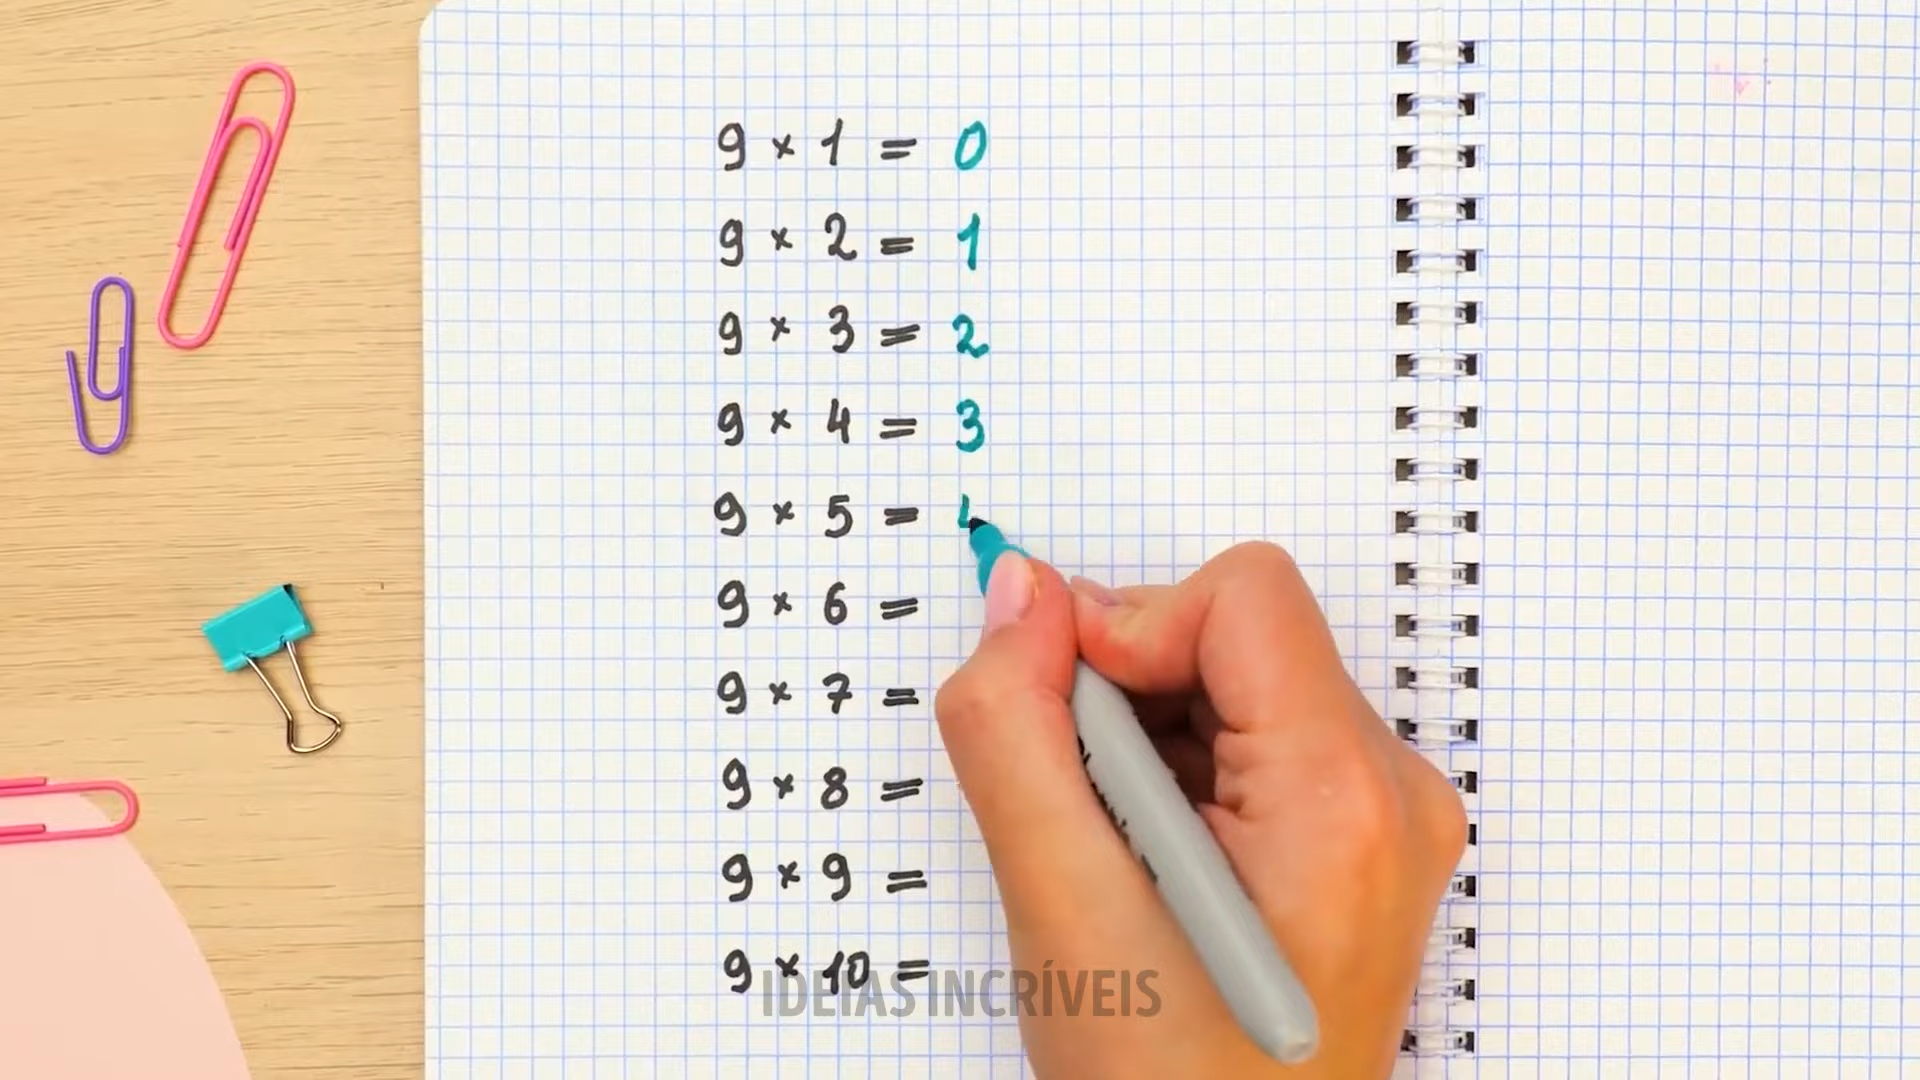 9 × 1 = 0
9 × 2 = 1
9 × 3 = 2
9 × 4 = 3
9 × 5 =
9 × 6 =
9 × 7 =
9 × 8 =
9 × 9 =
9 × 10 =
IDEIAS INCRÍVEIS